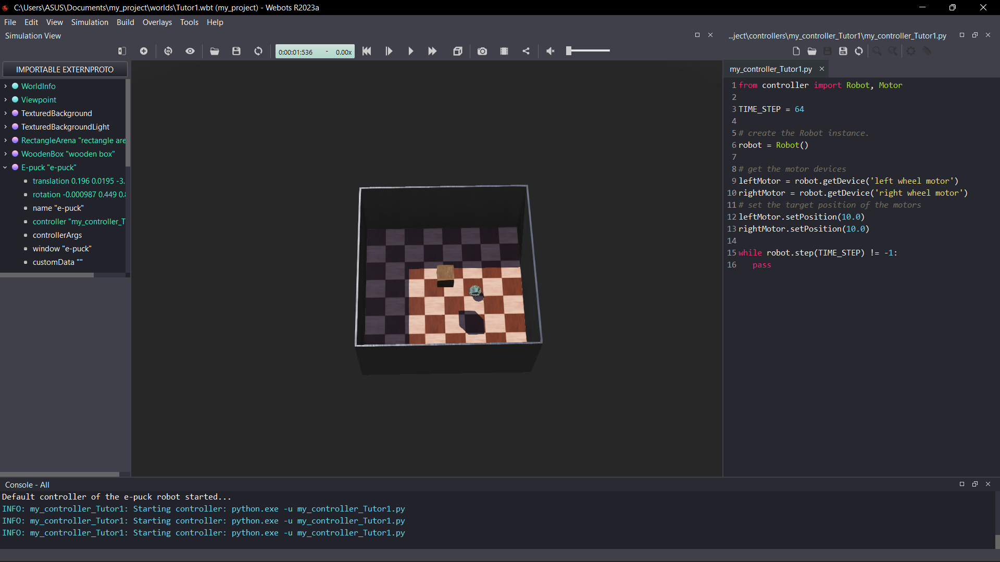 C:\Users\ASUS\Documents\my_project\worlds\Tutor1.wbt (my_project) - Webots R2023a
File Edit View Simulation Build Overlays Tools Help
Simulation View
...ject\controllers\my_controller_Tutor1\my_controller_Tutor1.py
0:00:01:536 - 0.00x
IMPORTABLE EXTERNPROTO
WorldInfo
Viewpoint
TexturedBackground
TexturedBackgroundLight
RectangleArena "rectangle are
WoodenBox "wooden box"
E-puck "e-puck"
translation 0.196 0.0195 -3.
rotation -0.000987 0.449 0.
name "e-puck"
controller "my_controller_T
controllerArgs
window "e-puck"
customData ""
my_controller_Tutor1.py
1 from controller import Robot, Motor
2
3 TIME_STEP = 64
4
5 # create the Robot instance.
6 robot = Robot()
7
8 # get the motor devices
9 leftMotor = robot.getDevice('left wheel motor')
10 rightMotor = robot.getDevice('right wheel motor')
11 # set the target position of the motors
12 leftMotor.setPosition(10.0)
13 rightMotor.setPosition(10.0)
14
15 while robot.step(TIME_STEP) != -1:
16 pass
Console - All
Default controller of the e-puck robot started...
INFO: my_controller_Tutor1: Starting controller: python.exe -u my_controller_Tutor1.py
INFO: my_controller_Tutor1: Starting controller: python.exe -u my_controller_Tutor1.py
INFO: my_controller_Tutor1: Starting controller: python.exe -u my_controller_Tutor1.py